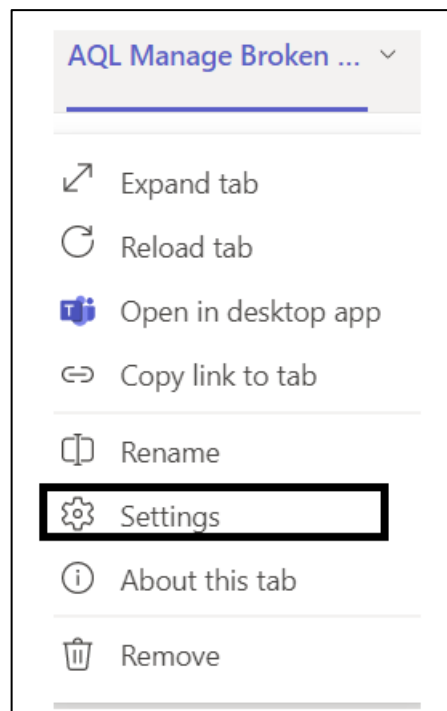 AQL Manage Broken ...
Expand tab
Reload tab
Open in desktop app
Copy link to tab
Rename
Settings
About this tab
Remove